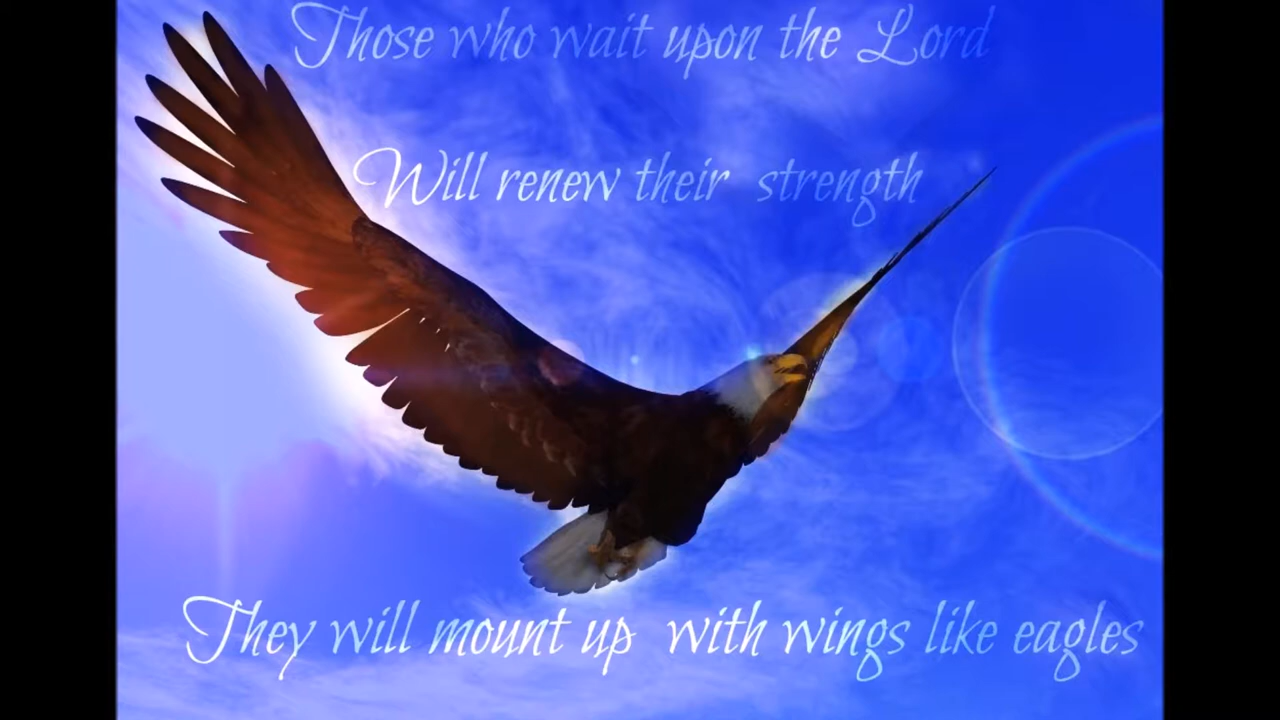 Those who wait upon the Lord
Will renew their strength
They will mount up with wings like eagles